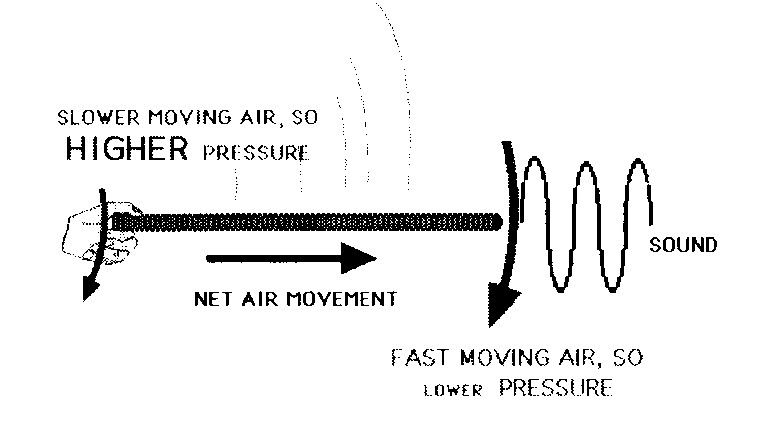 SLOWER MOVING AIR, SO
HIGHER PRESSURE
SOUND
NET AIR MOVEMENT
FAST MOVING AIR, SO
LOWER PRESSURE